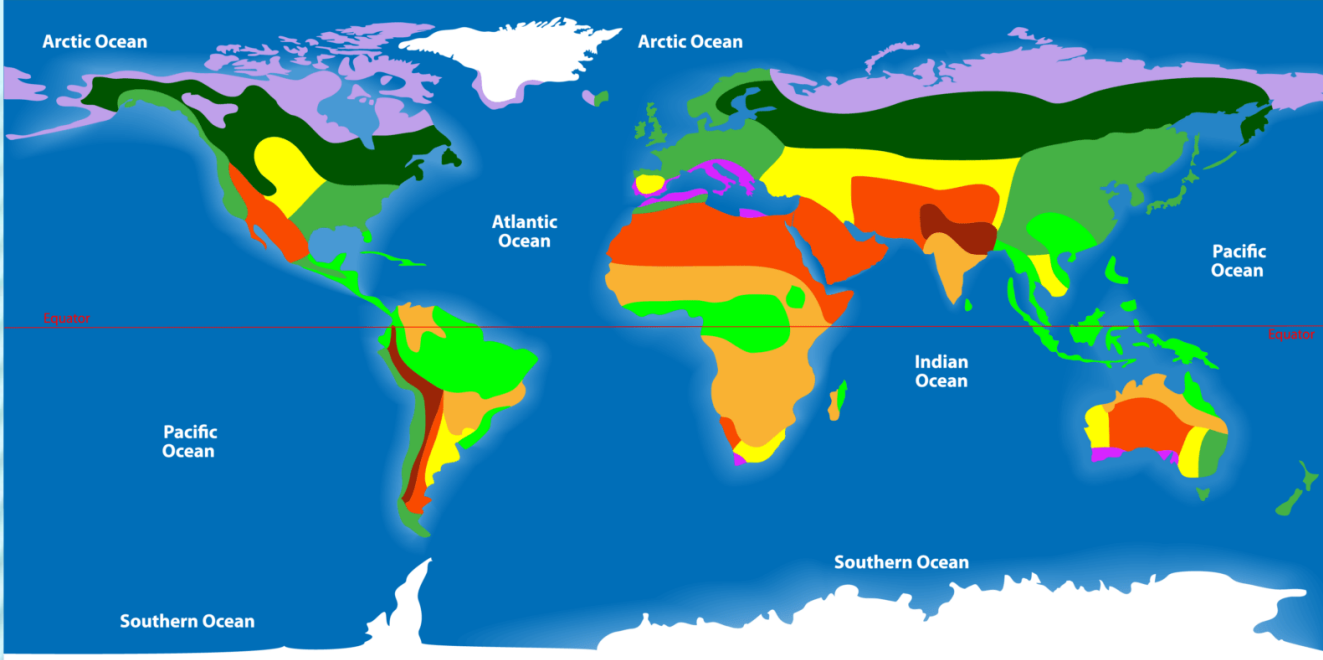 Arctic Ocean
Arctic Ocean
Atlantic
Ocean
Pacific
Ocean
Equator
Equator
Indian
Ocean
Pacific
Ocean
Southern Ocean
Southern Ocean